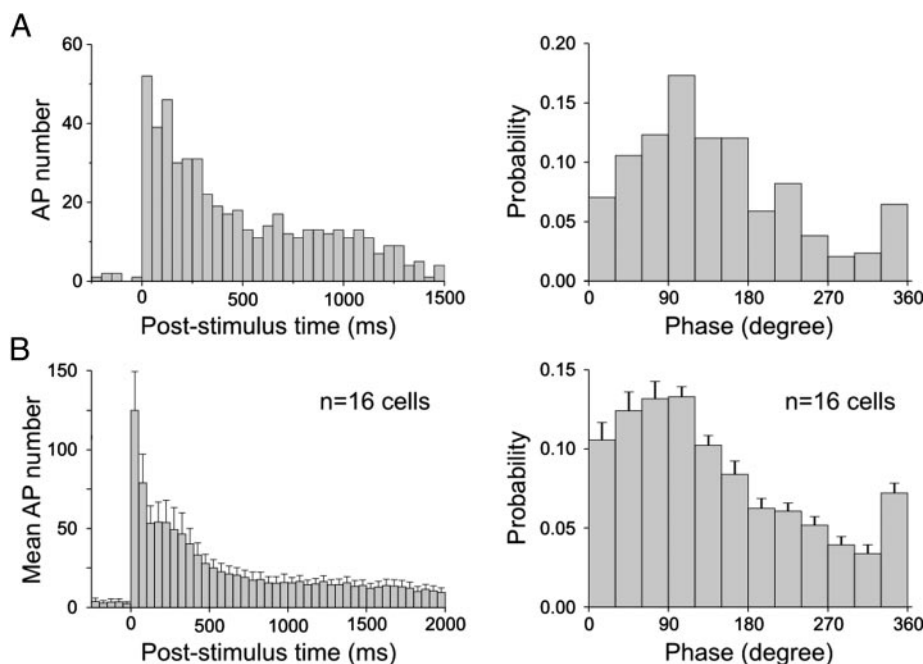 A
AP number
60
40
20
0
0 500 1000 1500
Post-stimulus time (ms)
Probability
0.20
0.15
0.10
0.05
0.00
0 90 180 270 360
Phase (degree)
B
Mean AP number
150
100
50
0
n=16 cells
0 500 1000 1500 2000
Post-stimulus time (ms)
Probability
0.15
0.10
0.05
0.00
n=16 cells
0 90 180 270 360
Phase (degree)